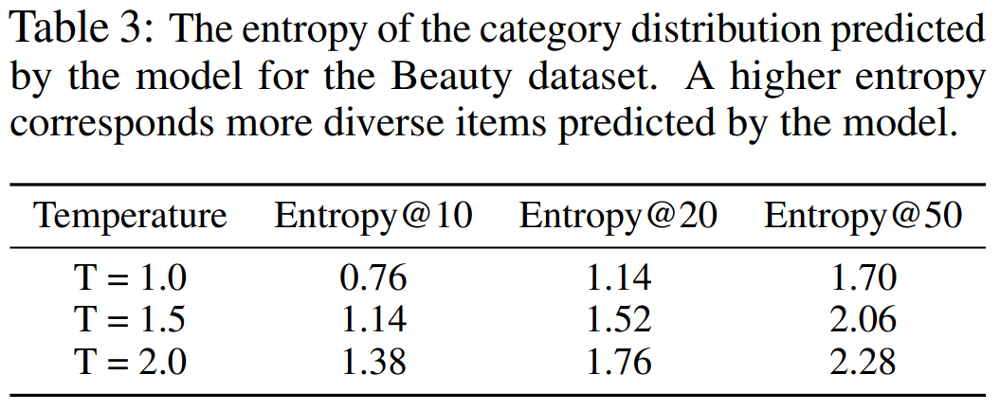 Table 3: The entropy of the category distribution predicted
by the model for the Beauty dataset. A higher entropy
corresponds more diverse items predicted by the model.
Temperature Entropy@10 Entropy@20 Entropy@50
T = 1.0 0.76 1.14 1.70
T = 1.5 1.14 1.52 2.06
T = 2.0 1.38 1.76 2.28